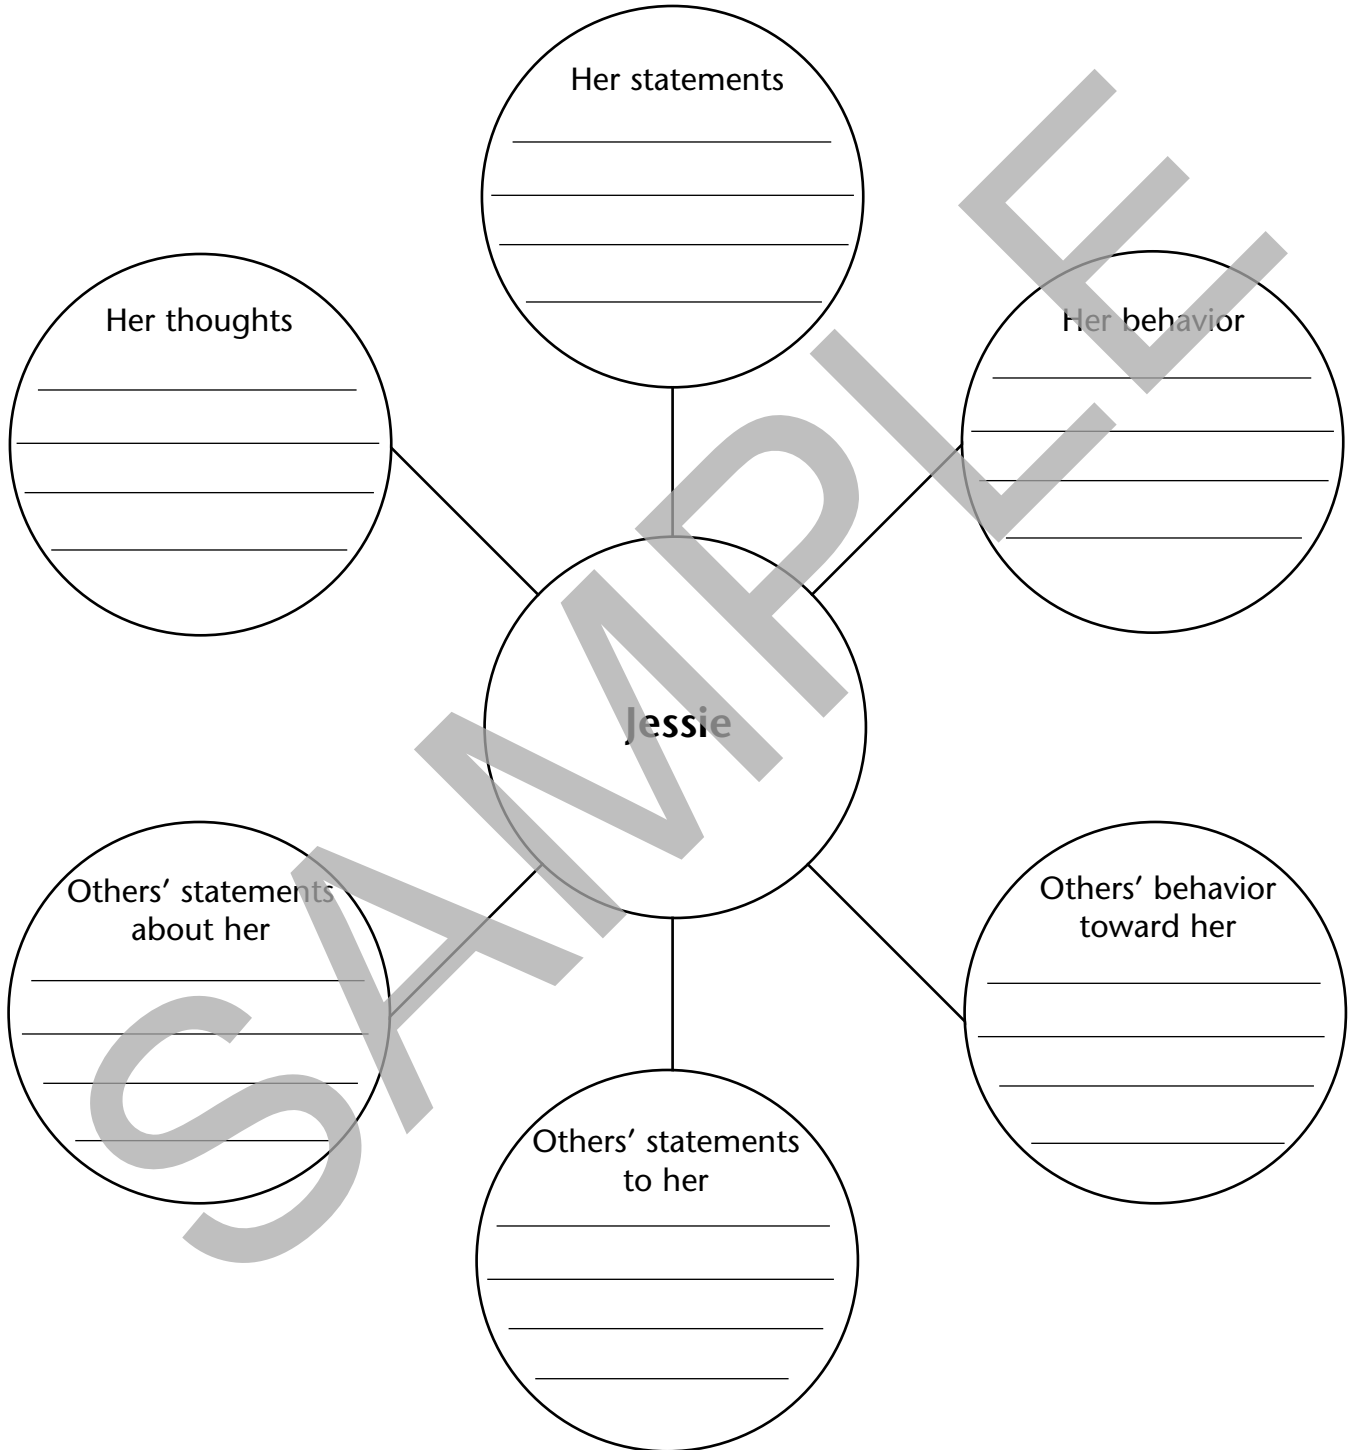 Her statements
Her thoughts
Her behavior
Jessie
Others’ statements
about her
Others’ behavior
toward her
Others’ statements
to her
SAMPLE